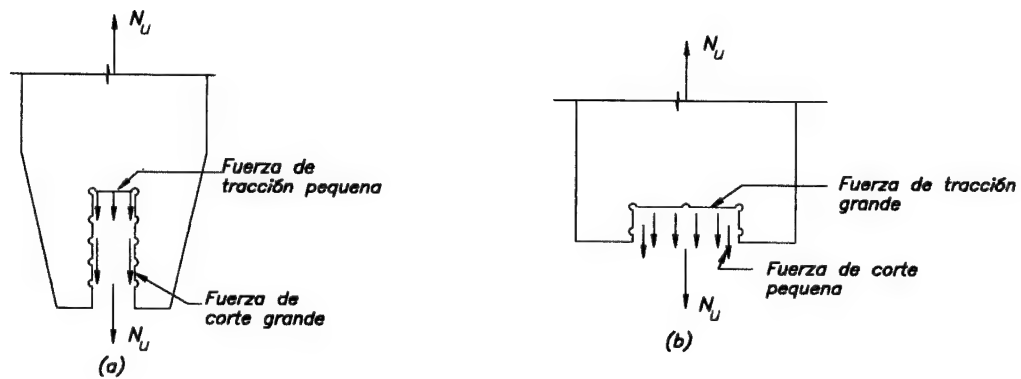 N_u
Fuerza de
tracción pequena
Fuerza de
corte grande
N_u
(a)
N_u
Fuerza de tracción
grande
Fuerza de corte
pequena
N_u
(b)